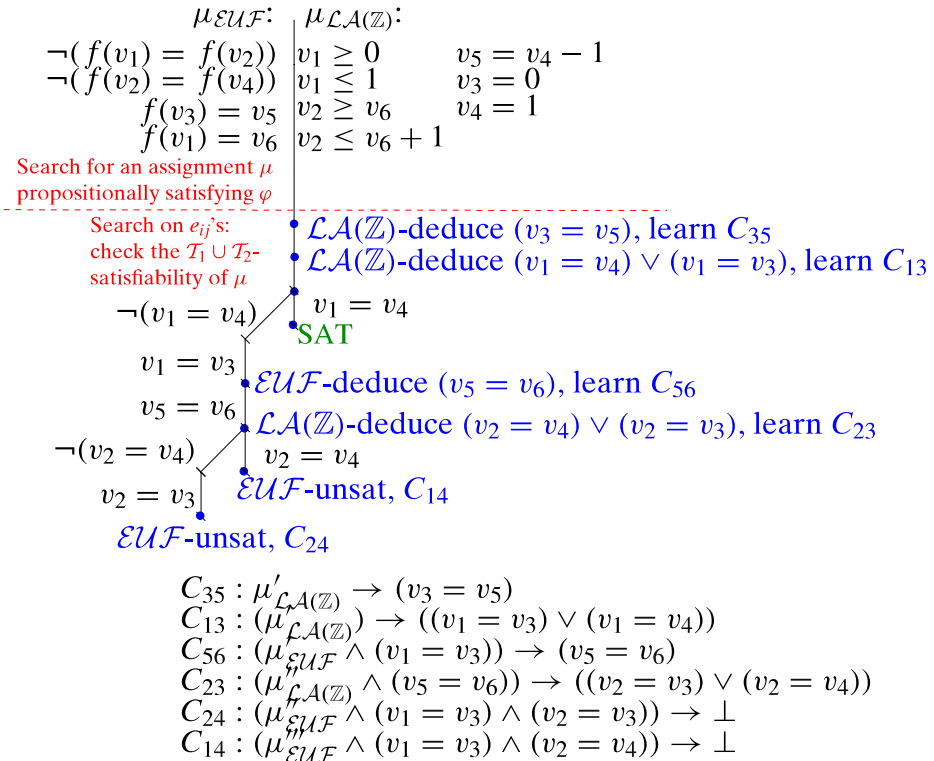 μ_EUF: μ_LA(ℤ):
¬(f(v₁) = f(v₂)) v₁ ≥ 0 v₅ = v₄ − 1
¬(f(v₂) = f(v₄)) v₁ ≤ 1 v₃ = 0
f(v₃) = v₅ v₂ ≥ v₆ v₄ = 1
f(v₁) = v₆ v₂ ≤ v₆ + 1
Search for an assignment μ
propositionally satisfying φ
Search on e_ij's:
check the T₁ ∪ T₂-
satisfiability of μ
LA(ℤ)-deduce (v₃ = v₅), learn C₃₅
LA(ℤ)-deduce (v₁ = v₄) ∨ (v₁ = v₃), learn C₁₃
¬(v₁ = v₄) v₁ = v₄
SAT
v₁ = v₃
EUF-deduce (v₅ = v₆), learn C₅₆
v₅ = v₆
LA(ℤ)-deduce (v₂ = v₄) ∨ (v₂ = v₃), learn C₂₃
¬(v₂ = v₄) v₂ = v₄
EUF-unsat, C₁₄
v₂ = v₃
EUF-unsat, C₂₄
C₃₅ : μ′_LA(ℤ) → (v₃ = v₅)
C₁₃ : (μ′_LA(ℤ)) → ((v₁ = v₃) ∨ (v₁ = v₄))
C₅₆ : (μ′_EUF ∧ (v₁ = v₃)) → (v₅ = v₆)
C₂₃ : (μ′′_LA(ℤ) ∧ (v₅ = v₆)) → ((v₂ = v₃) ∨ (v₂ = v₄))
C₂₄ : (μ′′_EUF ∧ (v₁ = v₃) ∧ (v₂ = v₃)) → ⊥
C₁₄ : (μ′′′_EUF ∧ (v₁ = v₃) ∧ (v₂ = v₄)) → ⊥